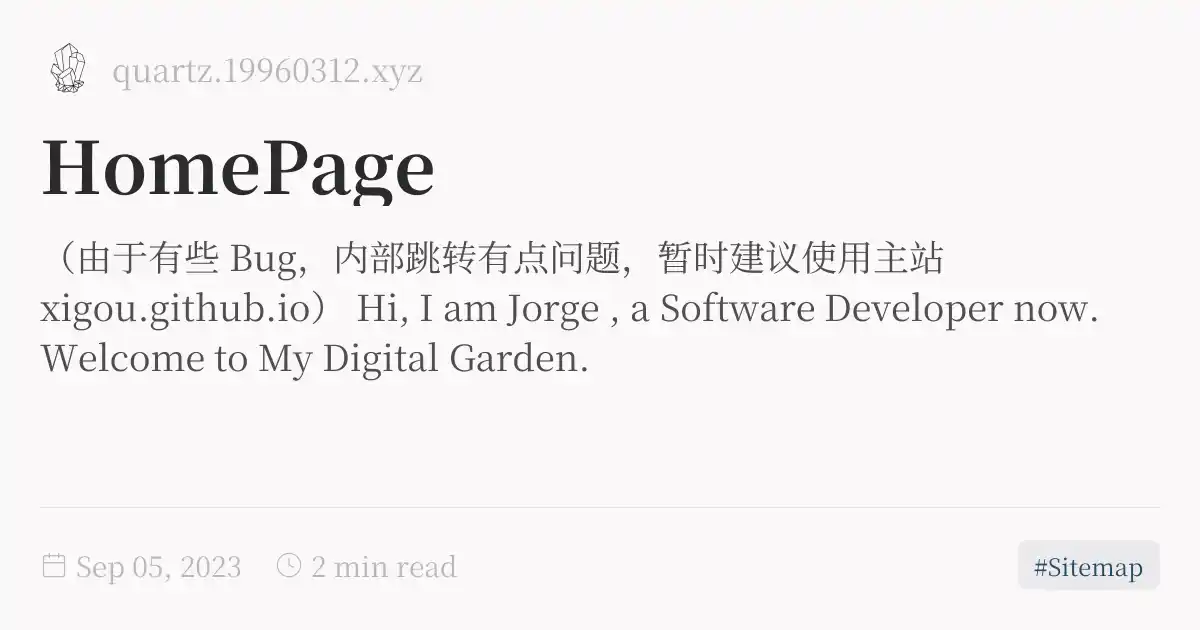 quartz.19960312.xyz
HomePage
（由于有些 Bug，内部跳转有点问题，暂时建议使用主站
xigou.github.io） Hi, I am Jorge , a Software Developer now.
Welcome to My Digital Garden.
Sep 05, 2023 2 min read #Sitemap